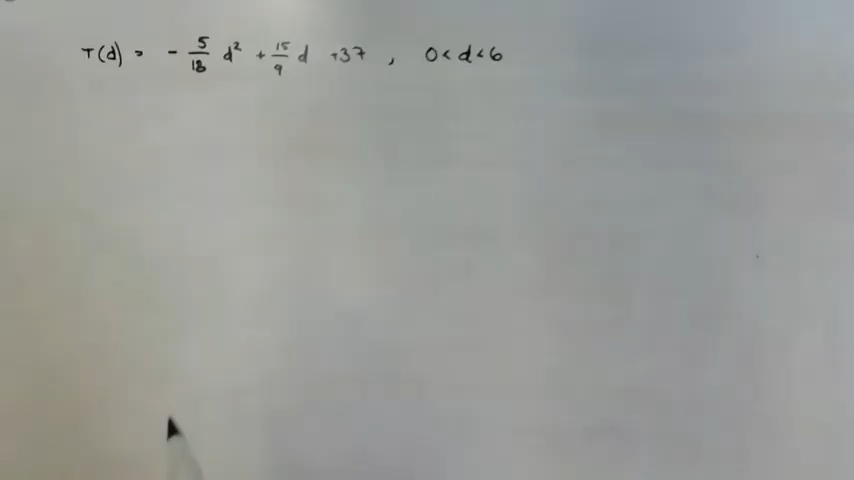 T(d) = - 5/18 d² + 15/9 d + 37 , 0 < d < 6